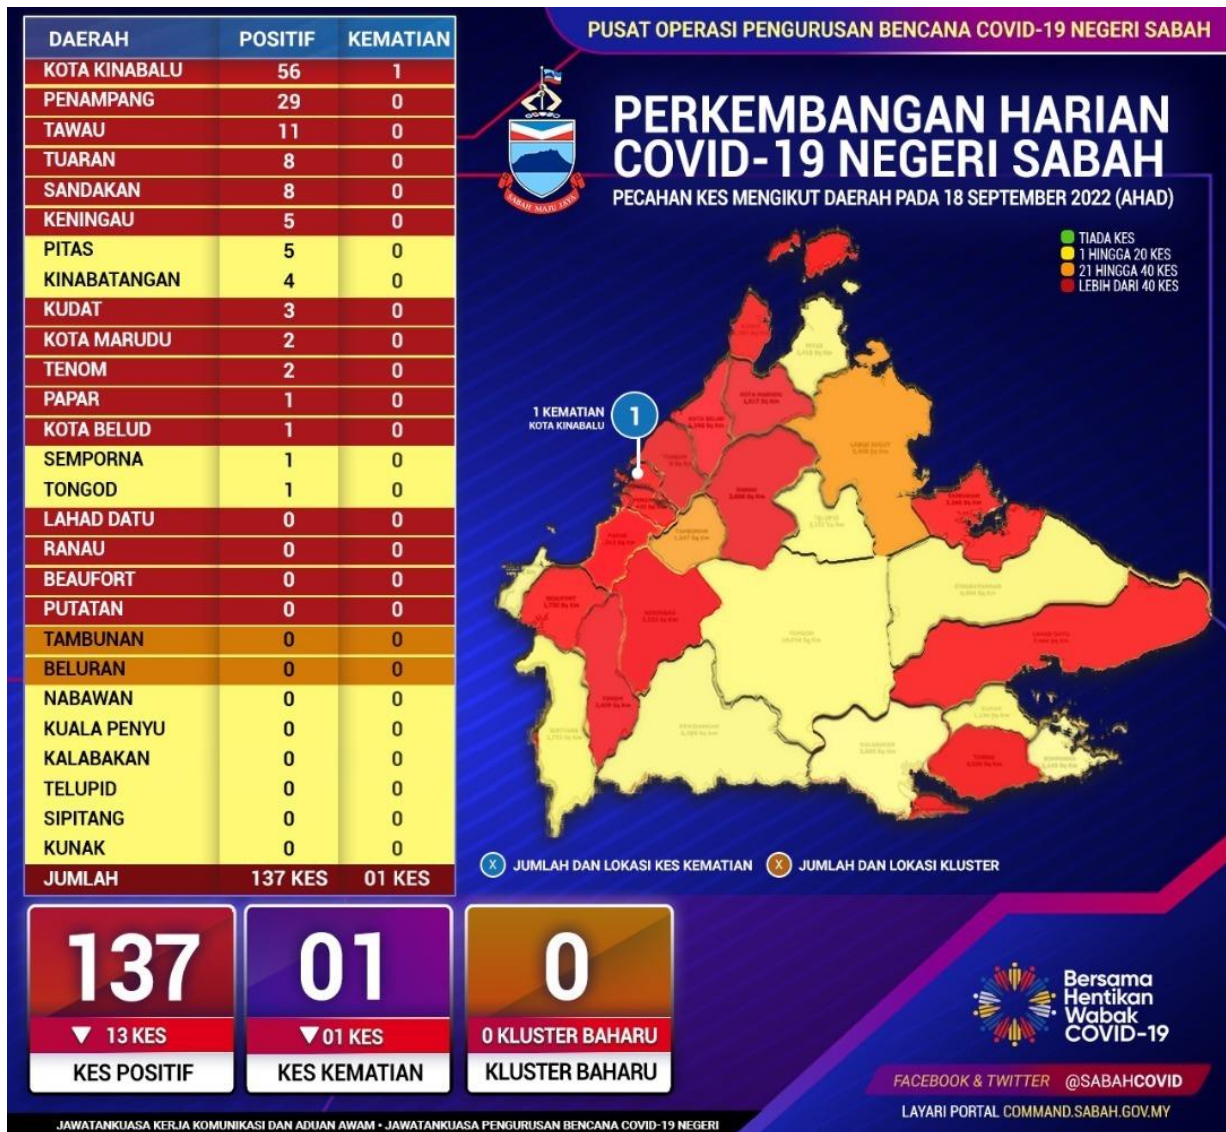 PUSAT OPERASI PENGURUSAN BENCANA COVID-19 NEGERI SABAH
PERKEMBANGAN HARIAN
COVID-19 NEGERI SABAH
PECAHAN KES MENGIKUT DAERAH PADA 18 SEPTEMBER 2022 (AHAD)
SABAH MAJU JAYA
DAERAH POSITIF KEMATIAN
KOTA KINABALU 56 1
PENAMPANG 29 0
TAWAU 11 0
TUARAN 8 0
SANDAKAN 8 0
KENINGAU 5 0
PITAS 5 0
KINABATANGAN 4 0
KUDAT 3 0
KOTA MARUDU 2 0
TENOM 2 0
PAPAR 1 0
KOTA BELUD 1 0
SEMPORNA 1 0
TONGOD 1 0
LAHAD DATU 0 0
RANAU 0 0
BEAUFORT 0 0
PUTATAN 0 0
TAMBUNAN 0 0
BELURAN 0 0
NABAWAN 0 0
KUALA PENYU 0 0
KALABAKAN 0 0
TELUPID 0 0
SIPITANG 0 0
KUNAK 0 0
JUMLAH 137 KES 01 KES
TIADA KES
1 HINGGA 20 KES
21 HINGGA 40 KES
LEBIH DARI 40 KES
1 KEMATIAN
KOTA KINABALU
1
X JUMLAH DAN LOKASI KES KEMATIAN
X JUMLAH DAN LOKASI KLUSTER
137
▼ 13 KES
KES POSITIF
01
▼ 01 KES
KES KEMATIAN
0
0 KLUSTER BAHARU
KLUSTER BAHARU
Bersama
Hentikan
Wabak
COVID-19
FACEBOOK & TWITTER @SABAHCOVID
LAYARI PORTAL COMMAND.SABAH.GOV.MY
JAWATANKUASA KERJA KOMUNIKASI DAN ADUAN AWAM • JAWATANKUASA PENGURUSAN BENCANA COVID-19 NEGERI